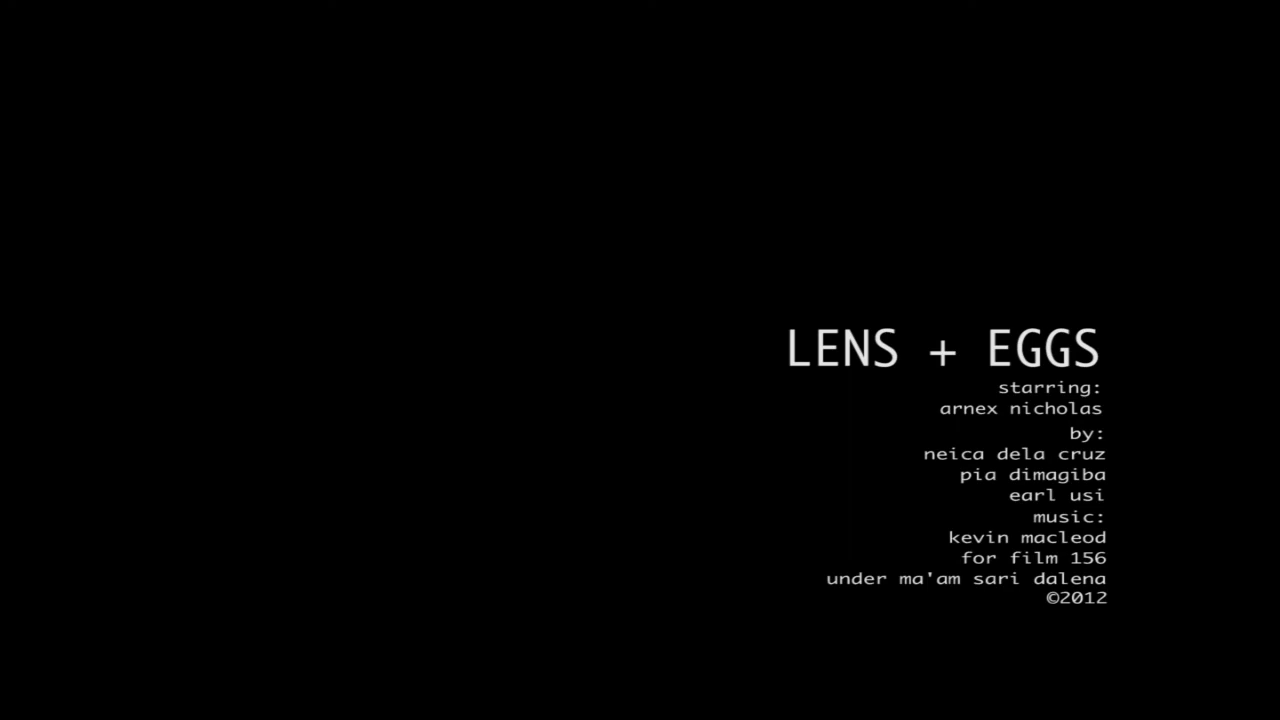 LENS + EGGS
starring:
arnex nicholas
by:
neica dela cruz
pia dimagiba
earl usi
music:
kevin macleod
for film 156
under ma'am sari dalena
©2012